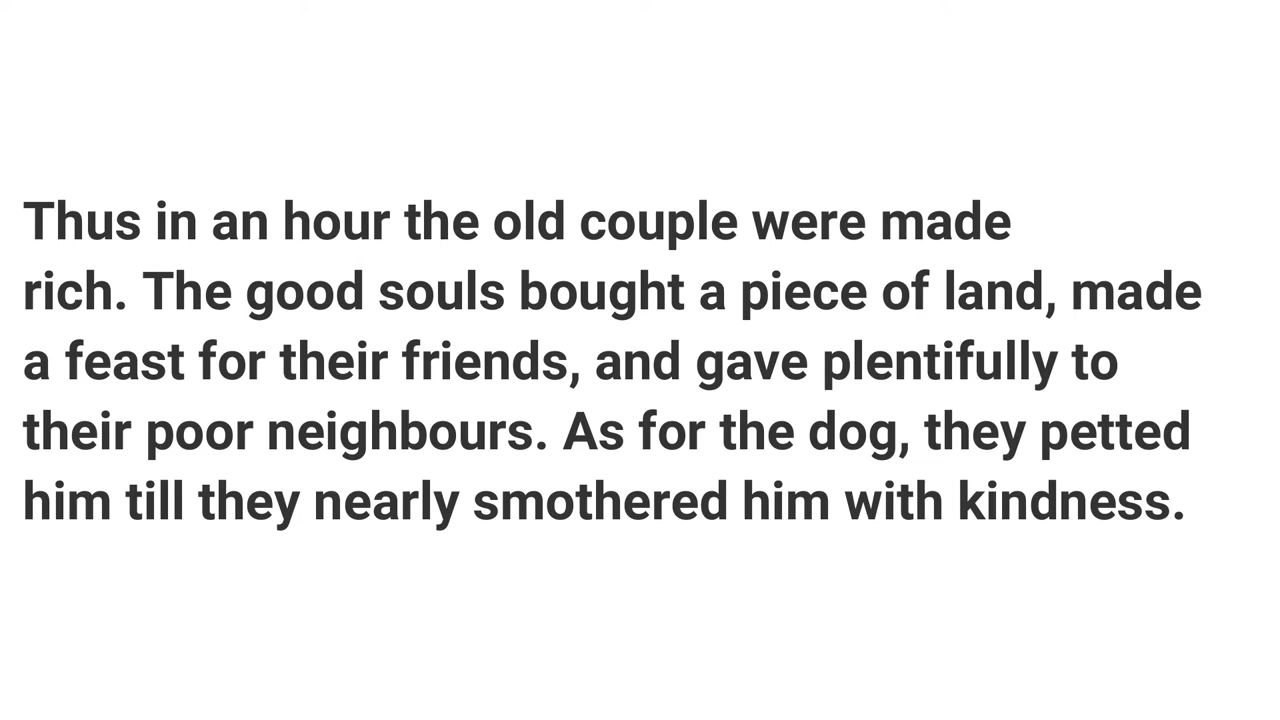 Thus in an hour the old couple were made
rich. The good souls bought a piece of land, made
a feast for their friends, and gave plentifully to
their poor neighbours. As for the dog, they petted
him till they nearly smothered him with kindness.